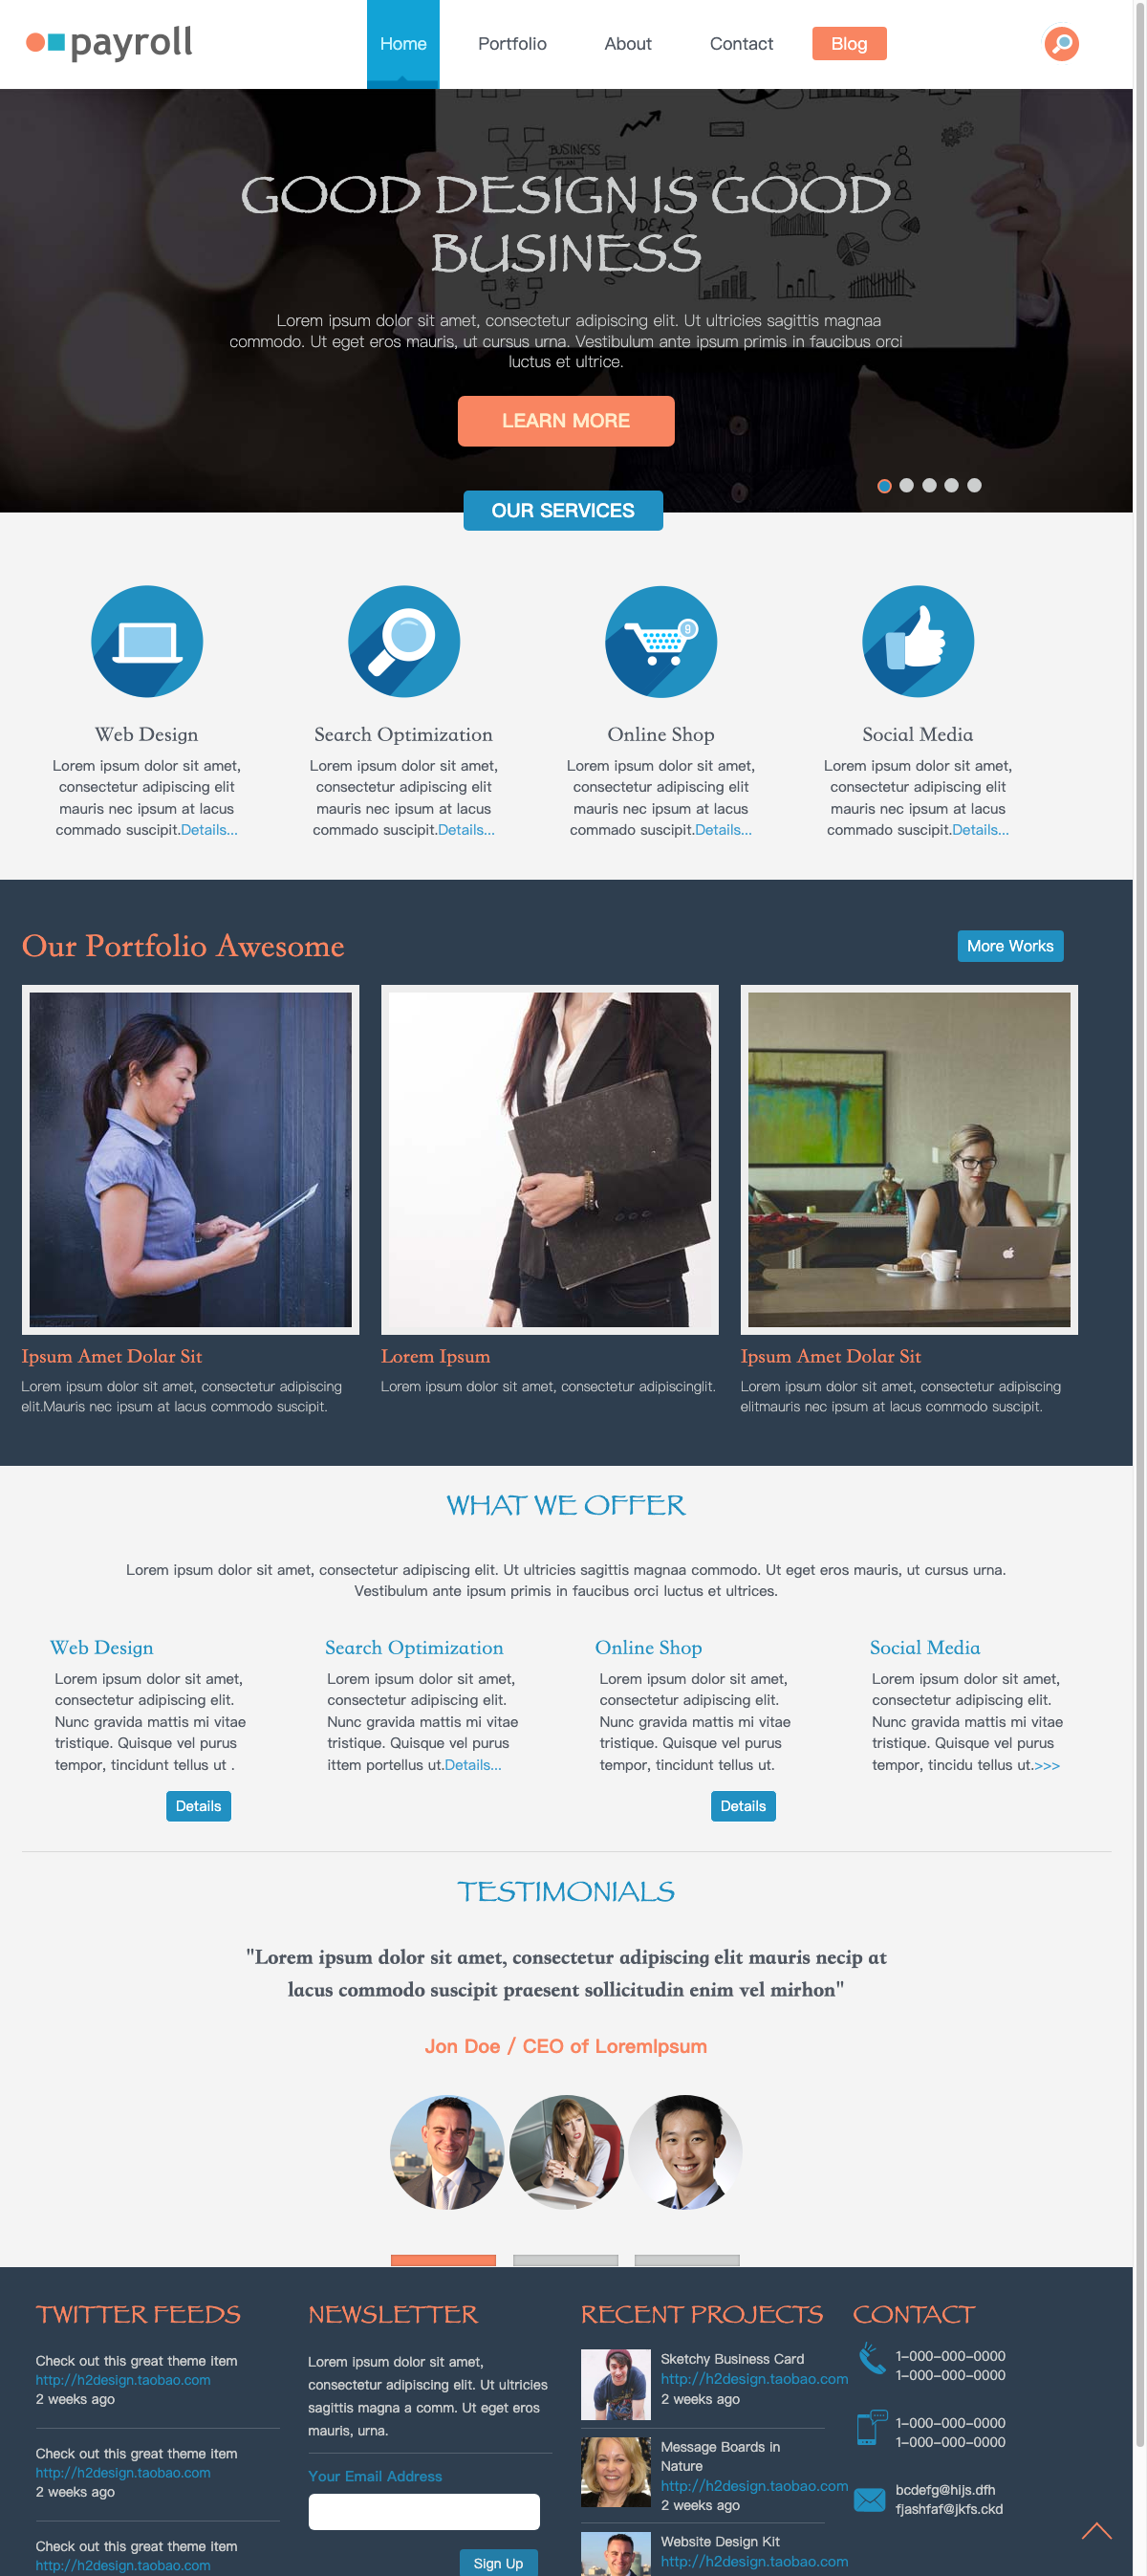 payroll
Home Portfolio About Contact Blog
BUSINESS
PLAN
IDEA
GOOD DESIGN IS GOOD
BUSINESS
Lorem ipsum dolor sit amet, consectetur adipiscing elit. Ut ultricies sagittis magnaa
commodo. Ut eget eros mauris, ut cursus urna. Vestibulum ante ipsum primis in faucibus orci
luctus et ultrice.
LEARN MORE
OUR SERVICES
Web Design
Lorem ipsum dolor sit amet,
consectetur adipiscing elit
mauris nec ipsum at lacus
commado suscipit.Details...
Search Optimization
Lorem ipsum dolor sit amet,
consectetur adipiscing elit
mauris nec ipsum at lacus
commado suscipit.Details...
8
Online Shop
Lorem ipsum dolor sit amet,
consectetur adipiscing elit
mauris nec ipsum at lacus
commado suscipit.Details...
Social Media
Lorem ipsum dolor sit amet,
consectetur adipiscing elit
mauris nec ipsum at lacus
commado suscipit.Details...
Our Portfolio Awesome
More Works
Ipsum Amet Dolar Sit
Lorem ipsum dolor sit amet, consectetur adipiscing
elit.Mauris nec ipsum at lacus commodo suscipit.
Lorem Ipsum
Lorem ipsum dolor sit amet, consectetur adipiscinglit.
Ipsum Amet Dolar Sit
Lorem ipsum dolor sit amet, consectetur adipiscing
elitmauris nec ipsum at lacus commodo suscipit.
WHAT WE OFFER
Lorem ipsum dolor sit amet, consectetur adipiscing elit. Ut ultricies sagittis magnaa commodo. Ut eget eros mauris, ut cursus urna.
Vestibulum ante ipsum primis in faucibus orci luctus et ultrices.
Web Design
Lorem ipsum dolor sit amet,
consectetur adipiscing elit.
Nunc gravida mattis mi vitae
tristique. Quisque vel purus
tempor, tincidunt tellus ut .
Details
Search Optimization
Lorem ipsum dolor sit amet,
consectetur adipiscing elit.
Nunc gravida mattis mi vitae
tristique. Quisque vel purus
ittem portellus ut.Details...
Online Shop
Lorem ipsum dolor sit amet,
consectetur adipiscing elit.
Nunc gravida mattis mi vitae
tristique. Quisque vel purus
tempor, tincidunt tellus ut.
Details
Social Media
Lorem ipsum dolor sit amet,
consectetur adipiscing elit.
Nunc gravida mattis mi vitae
tristique. Quisque vel purus
tempor, tincidu tellus ut.>>>
TESTIMONIALS
"Lorem ipsum dolor sit amet, consectetur adipiscing elit mauris necip at
lacus commodo suscipit praesent sollicitudin enim vel mirhon"
Jon Doe / CEO of LoremIpsum
TWITTER FEEDS
Check out this great theme item
http://h2design.taobao.com
2 weeks ago
Check out this great theme item
http://h2design.taobao.com
2 weeks ago
Check out this great theme item
http://h2design.taobao.com
NEWSLETTER
Lorem ipsum dolor sit amet,
consectetur adipiscing elit. Ut ultricies
sagittis magna a comm. Ut eget eros
mauris, urna.
Your Email Address
Sign Up
RECENT PROJECTS
Sketchy Business Card
http://h2design.taobao.com
2 weeks ago
Message Boards in
Nature
http://h2design.taobao.com
2 weeks ago
Website Design Kit
http://h2design.taobao.com
CONTACT
1-000-000-0000
1-000-000-0000
1-000-000-0000
1-000-000-0000
bcdefg@hijs.dfh
fjashfaf@jkfs.ckd